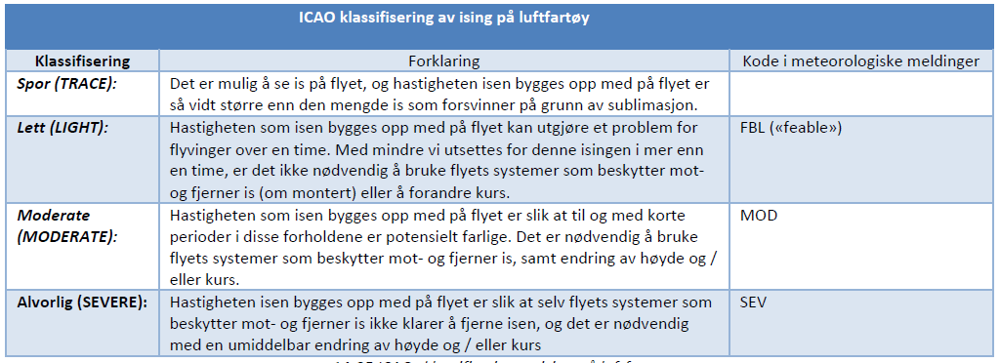 ICAO klassifisering av ising på luftfartøy
Klassifisering
Forklaring
Kode i meteorologiske meldinger
Spor (TRACE):
Det er mulig å se is på flyet, og hastigheten isen bygges opp med på flyet er
så vidt større enn den mengde is som forsvinner på grunn av sublimasjon.
Lett (LIGHT):
Hastigheten som isen bygges opp med på flyet kan utgjøre et problem for
flyvinger over en time. Med mindre vi utsettes for denne isingen i mer enn
en time, er det ikke nødvendig å bruke flyets systemer som beskytter mot-
og fjerner is (om montert) eller å forandre kurs.
FBL («feable»)
Moderate
(MODERATE):
Hastigheten som isen bygges opp med på flyet er slik at til og med korte
perioder i disse forholdene er potensielt farlige. Det er nødvendig å bruke
flyets systemer som beskytter mot- og fjerner is, samt endring av høyde og /
eller kurs.
MOD
Alvorlig (SEVERE):
Hastigheten isen bygges opp med på flyet er slik at selv flyets systemer som
beskytter mot- og fjerner is ikke klarer å fjerne isen, og det er nødvendig
med en umiddelbar endring av høyde og / eller kurs
SEV